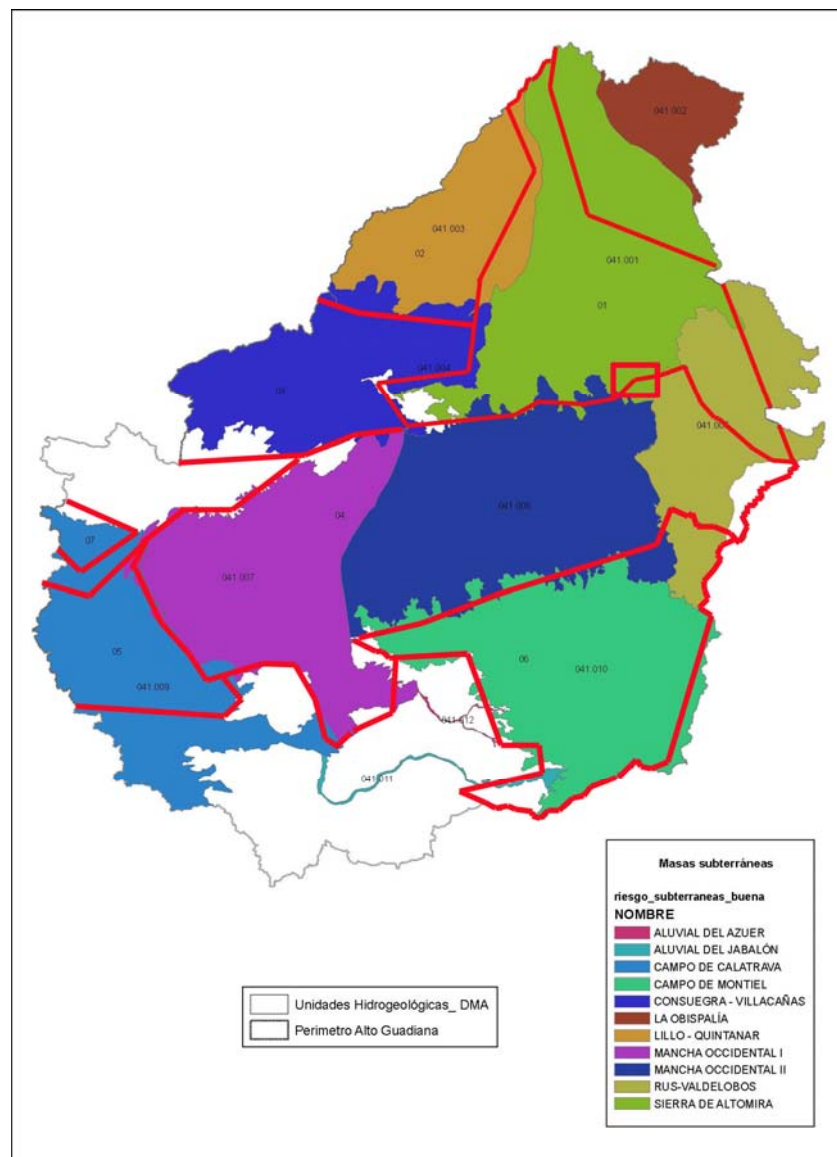 041.002
041.003
02
041.001
01
041.004
03
041.006
04
07
041.007
06
041.010
05
041.009
041.012
041.011
Masas subterráneas
riesgo_subterraneas_buena
NOMBRE
ALUVIAL DEL AZUER
ALUVIAL DEL JABALÓN
CAMPO DE CALATRAVA
CAMPO DE MONTIEL
CONSUEGRA - VILLACAÑAS
LA OBISPALÍA
LILLO - QUINTANAR
MANCHA OCCIDENTAL I
MANCHA OCCIDENTAL II
RUS-VALDELOBOS
SIERRA DE ALTOMIRA
Unidades Hidrogeológicas_ DMA
Perimetro Alto Guadiana